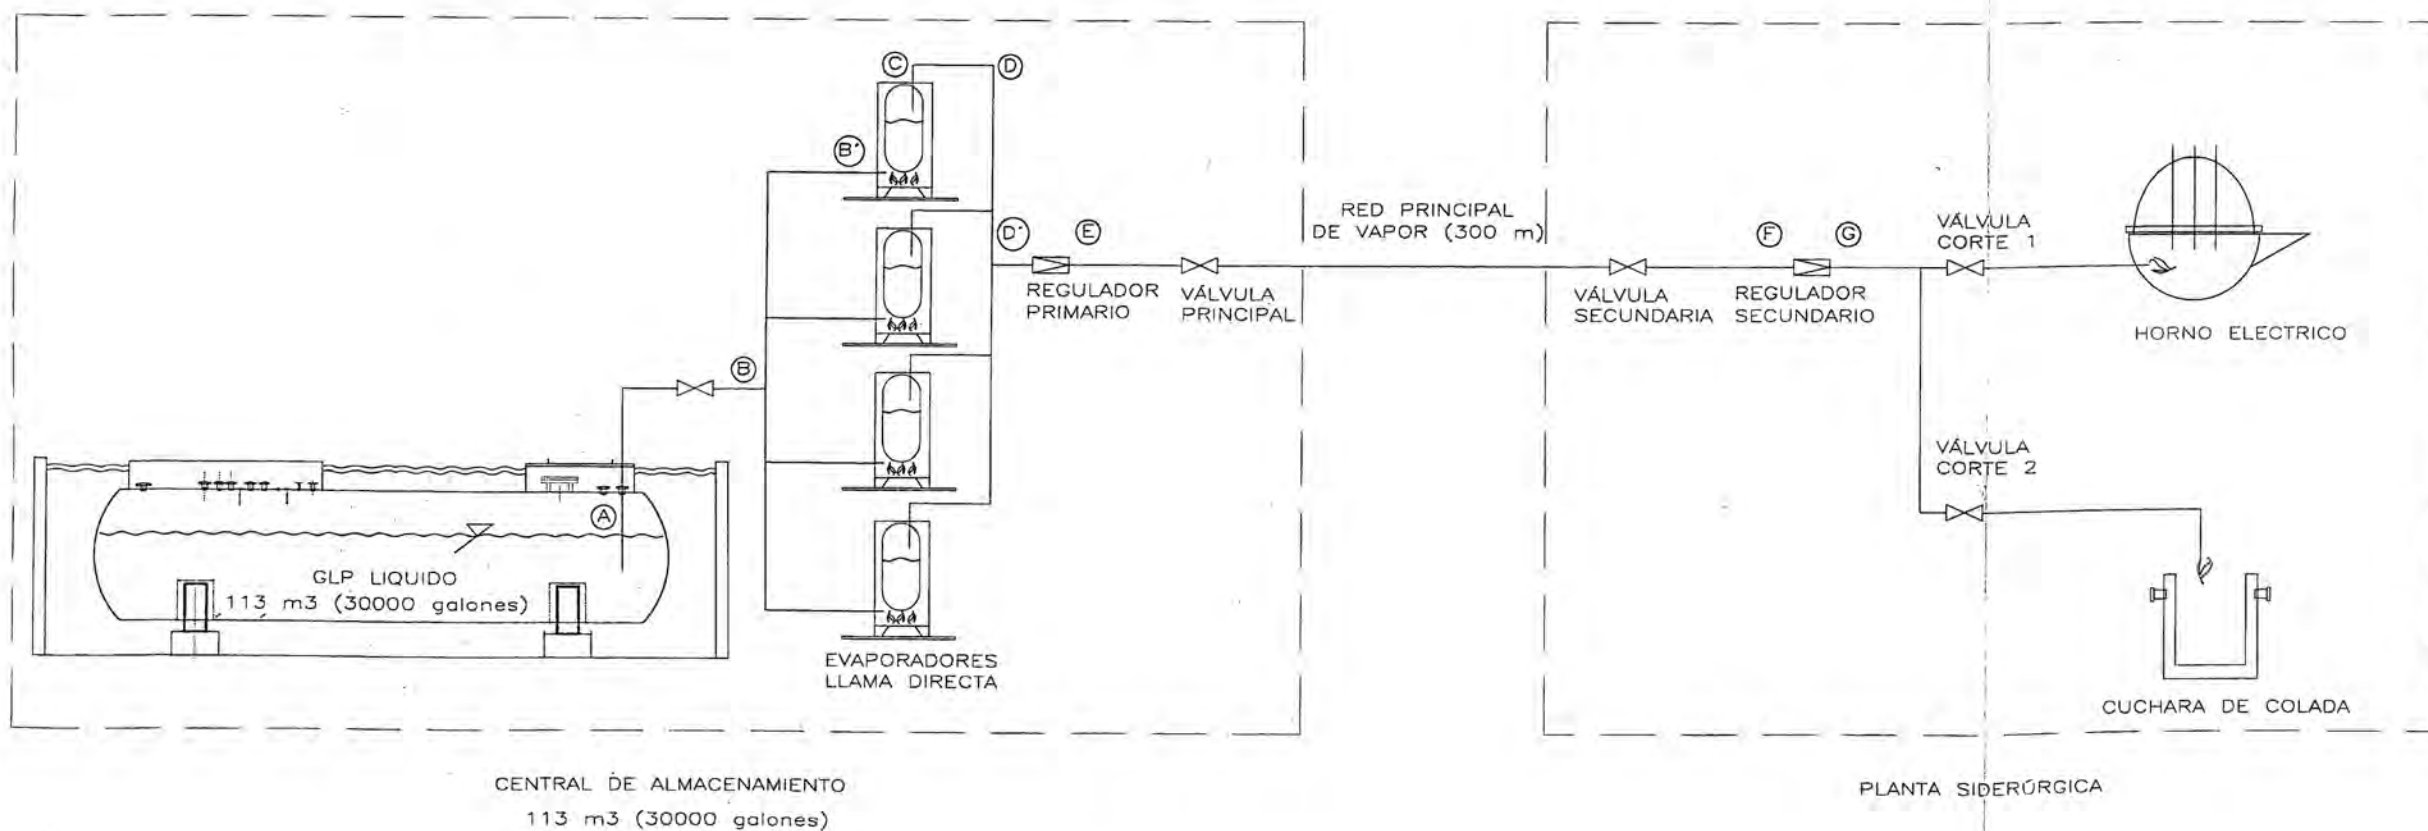 C
D
B'
D'
E
REGULADOR
PRIMARIO
VÁLVULA
PRINCIPAL
B
A
GLP LIQUIDO
113 m3 (30000 galones)
EVAPORADORES
LLAMA DIRECTA
CENTRAL DE ALMACENAMIENTO
113 m3 (30000 galones)
RED PRINCIPAL
DE VAPOR (300 m)
VÁLVULA
SECUNDARIA
F
G
REGULADOR
SECUNDARIO
VÁLVULA
CORTE 1
HORNO ELECTRICO
VÁLVULA
CORTE 2
CUCHARA DE COLADA
PLANTA SIDERÚRGICA